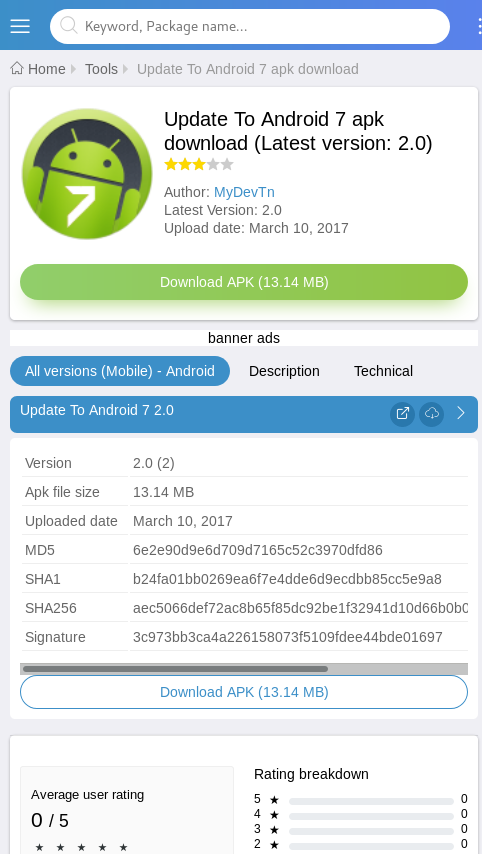 Keyword, Package name...
Home Tools Update To Android 7 apk download
Update To Android 7 apk
download (Latest version: 2.0)
Author: MyDevTn
Latest Version: 2.0
Upload date: March 10, 2017
Download APK (13.14 MB)
banner ads
All versions (Mobile) - Android Description Technical
Update To Android 7 2.0
Version 2.0 (2)
Apk file size 13.14 MB
Uploaded date March 10, 2017
MD5 6e2e90d9e6d709d7165c52c3970dfd86
SHA1 b24fa01bb0269ea6f7e4dde6d9ecdbb85cc5e9a8
SHA256 aec5066def72ac8b65f85dc92be1f32941d10d66b0b0
Signature 3c973bb3ca4a226158073f5109fdee44bde01697
Download APK (13.14 MB)
Average user rating
0 / 5
★ ★ ★ ★ ★
Rating breakdown
5 ★ 0
4 ★ 0
3 ★ 0
2 ★ 0